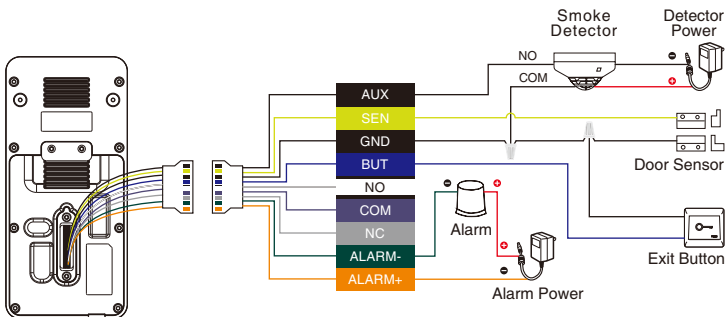 Smoke
Detector
Detector
Power
NO
COM
AUX
SEN
GND
BUT
NO
COM
NC
ALARM-
ALARM+
Door Sensor
Alarm
Exit Button
Alarm Power